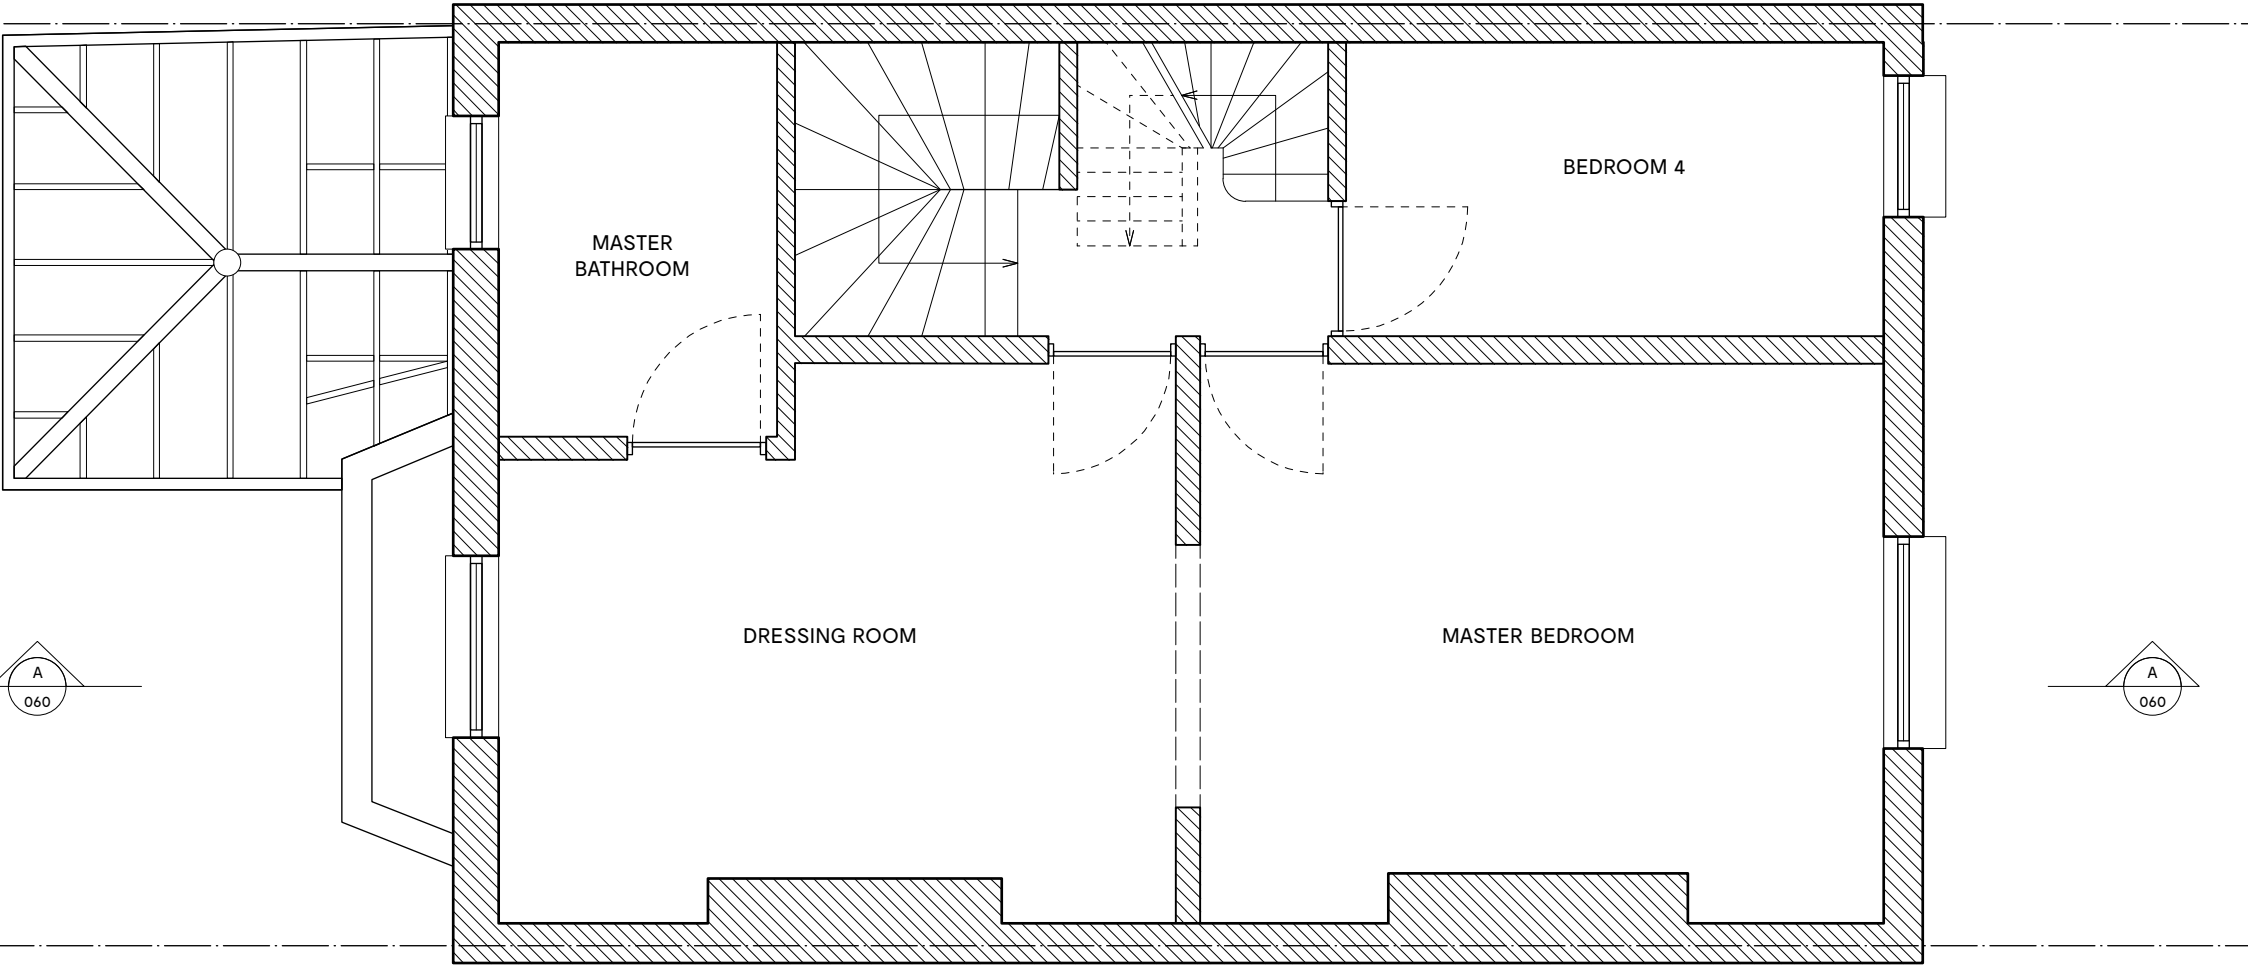 BEDROOM 4
MASTER
BATHROOM
DRESSING ROOM
MASTER BEDROOM
A
060
A
060